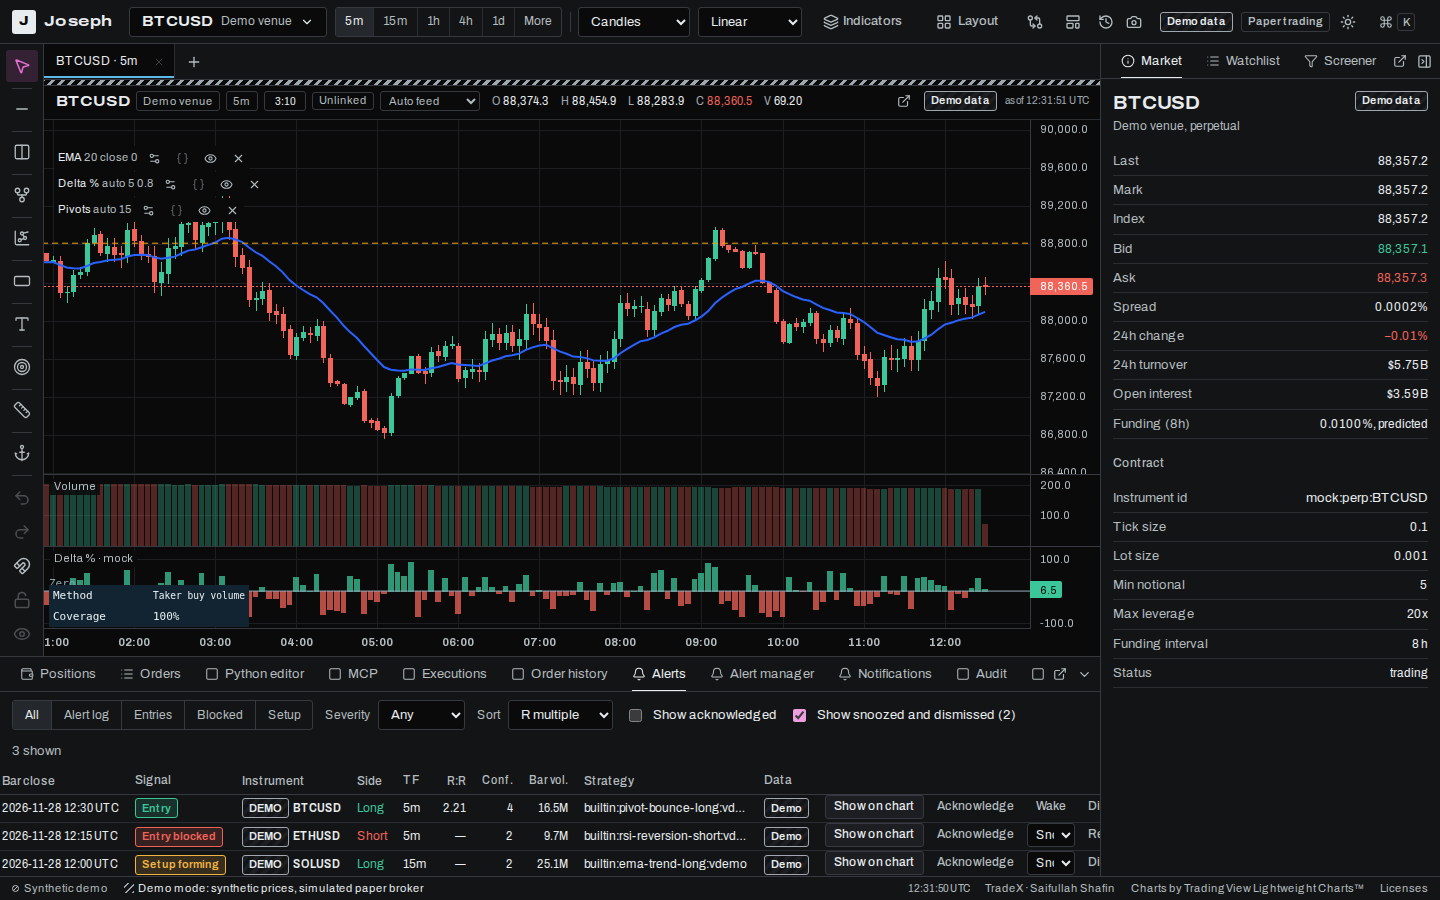 J Joseph BTCUSD Demo venue 5m 15m 1h 4h 1d More Candles Linear Indicators Layout Demo data Paper trading ⌘ K
BTCUSD · 5m × +
Market Watchlist Screener
BTCUSD Demo venue 5m 3:10 Unlinked Auto feed O 88,374.3 H 88,454.9 L 88,283.9 C 88,360.5 V 69.20 Demo data as of 12:31:51 UTC
BTCUSD Demo data
Demo venue, perpetual
EMA 20 close 0 {} ×
Delta % auto 5 0.8 {} ×
Pivots auto 15 {} ×
90,000.0
89,600.0
89,200.0
88,800.0
88,360.5
88,000.0
87,600.0
87,200.0
86,800.0
86,400.0
Volume
200.0
100.0
Delta % · mock
100.0
Zero
6.5
-100.0
Method Taker buy volume
Coverage 100%
1:00 02:00 03:00 04:00 05:00 06:00 07:00 08:00 09:00 10:00 11:00 12:00
Last 88,357.2
Mark 88,357.2
Index 88,357.2
Bid 88,357.1
Ask 88,357.3
Spread 0.0002%
24h change −0.01%
24h turnover $5.75B
Open interest $3.59B
Funding (8h) 0.0100%, predicted
Contract
Instrument id mock:perp:BTCUSD
Tick size 0.1
Lot size 0.001
Min notional 5
Max leverage 20x
Funding interval 8h
Status trading
Positions Orders Python editor MCP Executions Order history Alerts Alert manager Notifications Audit
All Alert log Entries Blocked Setup Severity Any Sort R multiple Show acknowledged Show snoozed and dismissed (2)
3 shown
Bar close Signal Instrument Side TF R:R Conf. Bar vol. Strategy Data
2026-11-28 12:30 UTC Entry DEMO BTCUSD Long 5m 2.21 4 16.5M builtin:pivot-bounce-long:vd... Demo Show on chart Acknowledge Wake Di
2026-11-28 12:15 UTC Entry blocked DEMO ETHUSD Short 5m — 2 9.7M builtin:rsi-reversion-short:vd... Demo Show on chart Acknowledge Sno Re
2026-11-28 12:00 UTC Setup forming DEMO SOLUSD Long 15m — 2 25.1M builtin:ema-trend-long:vdemo Demo Show on chart Acknowledge Sno Di
Synthetic demo Demo mode: synthetic prices, simulated paper broker 12:31:50 UTC TradeX · Saifullah Shafin Charts by TradingView Lightweight Charts™ Licenses